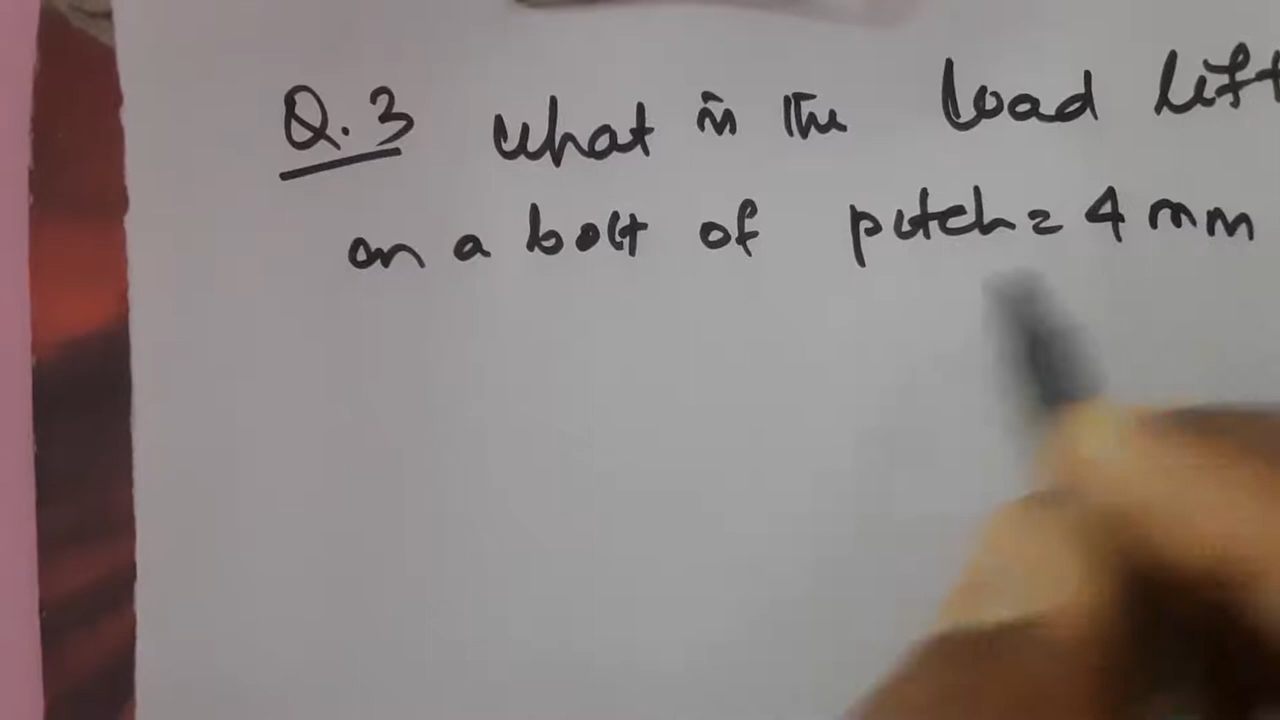 Q.3 What is the load lift
on a bolt of pitch = 4 mm